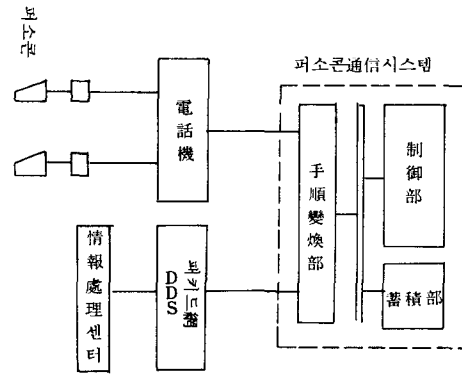 퍼소콘
퍼소콘通信시스템
電話機
手順變煥部
制御部
蓄積部
情報處理센터
DDS
패키트網